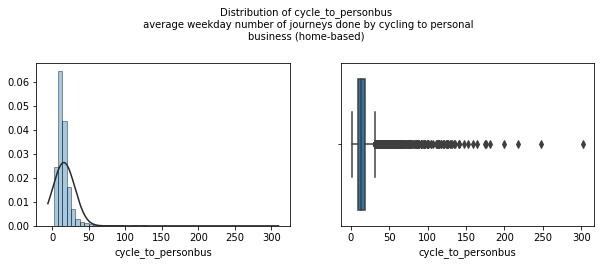 Distribution of cycle_to_personbus
average weekday number of journeys done by cycling to personal
business (home-based)
0.06
0.05
0.04
0.03
0.02
0.01
0.00
0 50 100 150 200 250 300
cycle_to_personbus
0 50 100 150 200 250 300
cycle_to_personbus